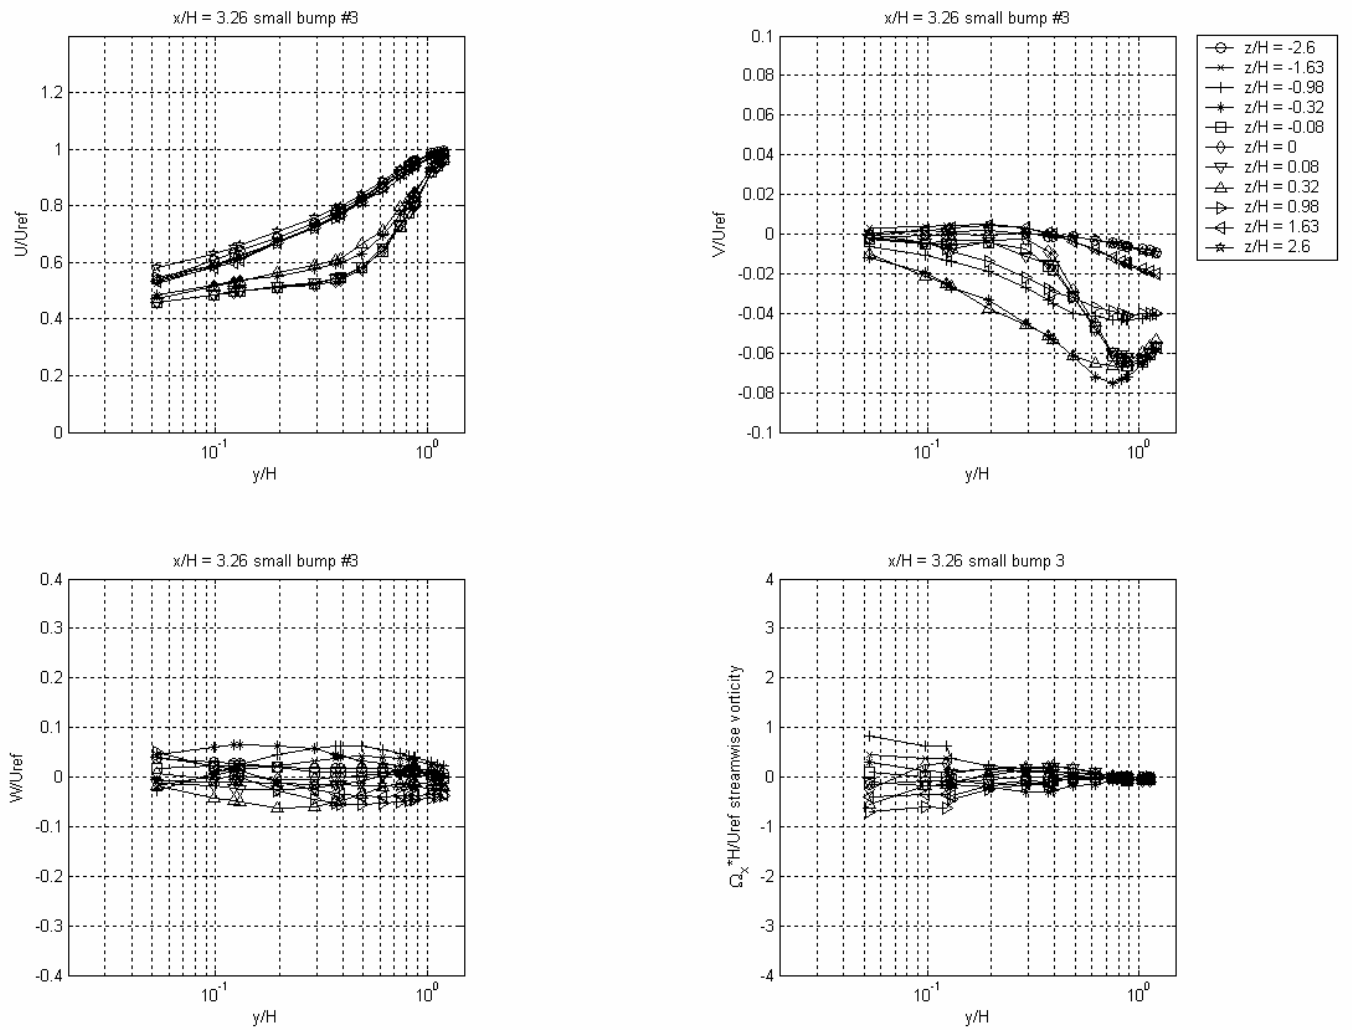 x/H = 3.26 small bump #3
1.2
1
0.8
0.6
0.4
0.2
0
U/Uref
10^-1
10^0
y/H
x/H = 3.26 small bump #3
0.1
0.08
0.06
0.04
0.02
0
-0.02
-0.04
-0.06
-0.08
-0.1
V/Uref
10^-1
10^0
y/H
z/H = -2.6
z/H = -1.63
z/H = -0.98
z/H = -0.32
z/H = -0.08
z/H = 0
z/H = 0.08
z/H = 0.32
z/H = 0.98
z/H = 1.63
z/H = 2.6
x/H = 3.26 small bump #3
0.4
0.3
0.2
0.1
0
-0.1
-0.2
-0.3
-0.4
W/Uref
10^-1
10^0
y/H
x/H = 3.26 small bump 3
4
3
2
1
0
-1
-2
-3
-4
Ω_x*H/Uref streamwise vorticity
10^-1
10^0
y/H